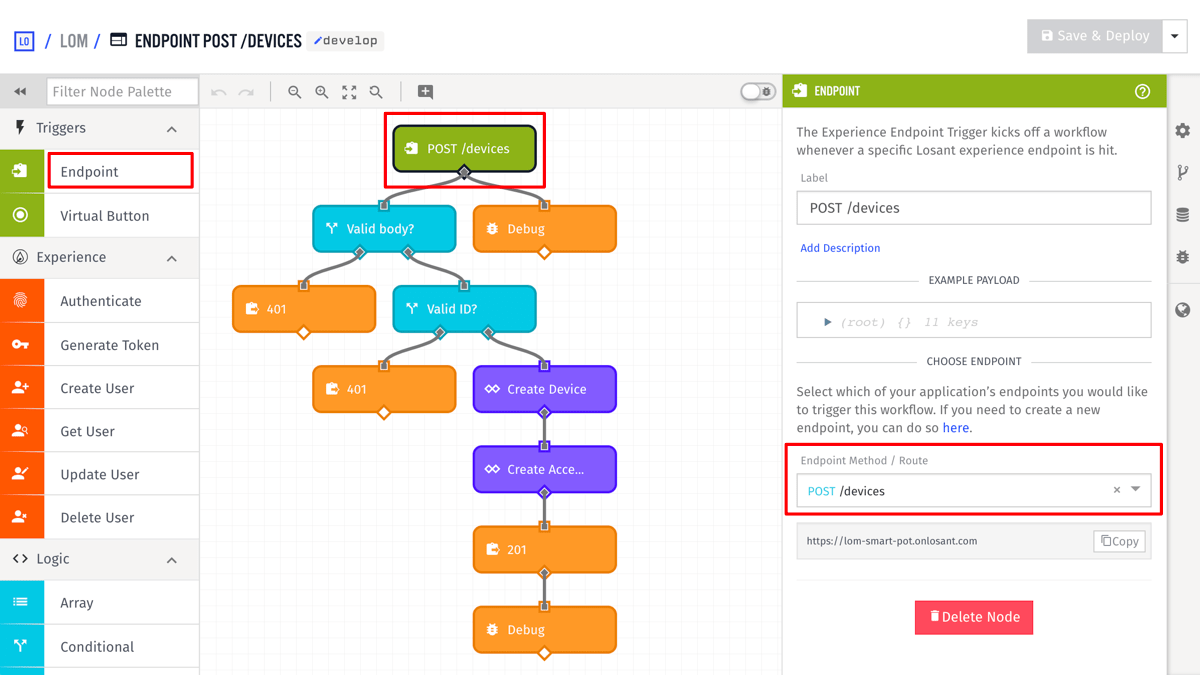 LO / LOM / ENDPOINT POST /DEVICES develop
Save & Deploy
Filter Node Palette
Triggers
Endpoint
Virtual Button
Experience
Authenticate
Generate Token
Create User
Get User
Update User
Delete User
Logic
Array
Conditional
POST /devices
Valid body?
Debug
401
Valid ID?
401
Create Device
Create Acce...
201
Debug
ENDPOINT
The Experience Endpoint Trigger kicks off a workflow
whenever a specific Losant experience endpoint is hit.
Label
POST /devices
Add Description
EXAMPLE PAYLOAD
(root) {} 11 keys
CHOOSE ENDPOINT
Select which of your application's endpoints you would like
to trigger this workflow. If you need to create a new
endpoint, you can do so here.
Endpoint Method / Route
POST /devices
https://lom-smart-pot.onlosant.com
Copy
Delete Node